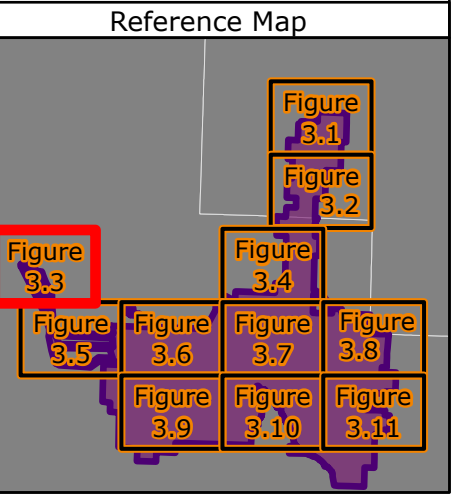 Reference Map
Figure
3.1
Figure
3.2
Figure
3.3
Figure
3.4
Figure
3.5
Figure
3.6
Figure
3.7
Figure
3.8
Figure
3.9
Figure
3.10
Figure
3.11